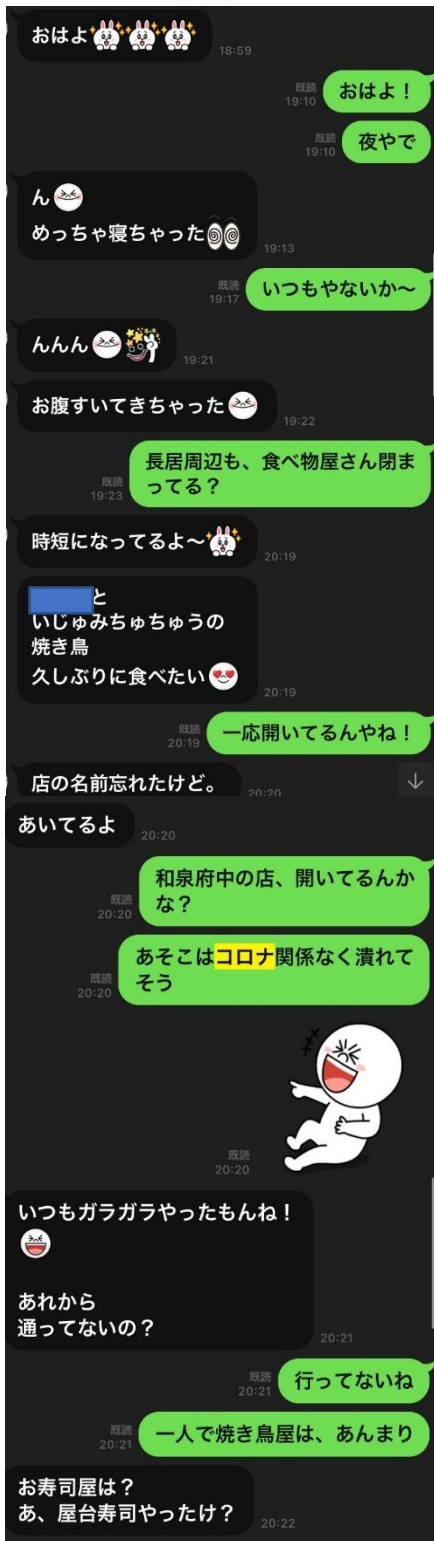 おはよ
18:59
既読
19:10
おはよ！
既読
19:10
夜やで
ん
めっちゃ寝ちゃった
19:13
既読
19:17
いつもやないか〜
んんん
19:21
お腹すいてきちゃった
19:22
既読
19:23
長居周辺も、食べ物屋さん閉ま
ってる？
時短になってるよ〜
20:19
と
いじゅみちゅちゅうの
焼き鳥
久しぶりに食べたい
20:19
既読
20:19
一応開いてるんやね！
店の名前忘れたけど。
20:20
あいてるよ
20:20
既読
20:20
和泉府中の店、開いてるんか
な？
既読
20:20
あそこはコロナ関係なく潰れて
そう
既読
20:20
いつもガラガラやったもんね！
あれから
通ってないの？
20:21
既読
20:21
行ってないね
既読
20:21
一人で焼き鳥屋は、あんまり
お寿司屋は？
あ、屋台寿司やったけ？
20:22